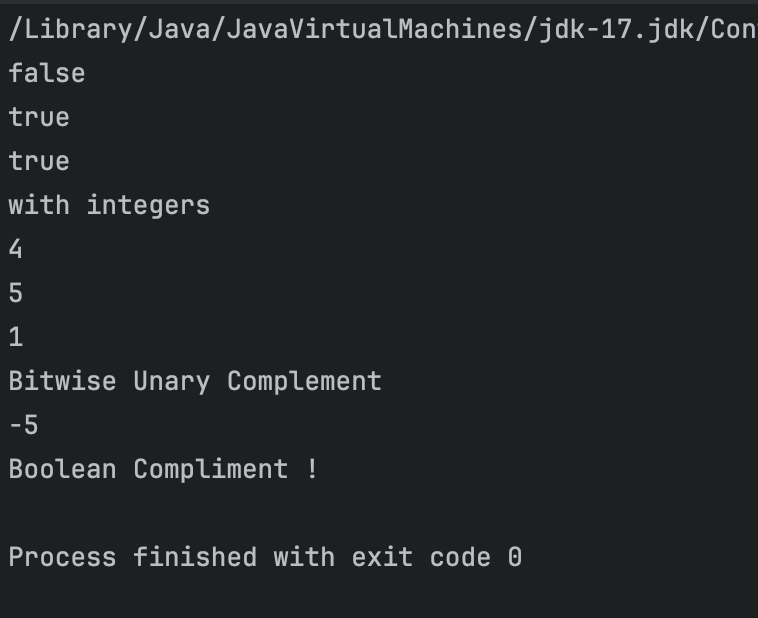 /Library/Java/JavaVirtualMachines/jdk-17.jdk/Con
false
true
true
with integers
4
5
1
Bitwise Unary Complement
-5
Boolean Compliment !
Process finished with exit code 0